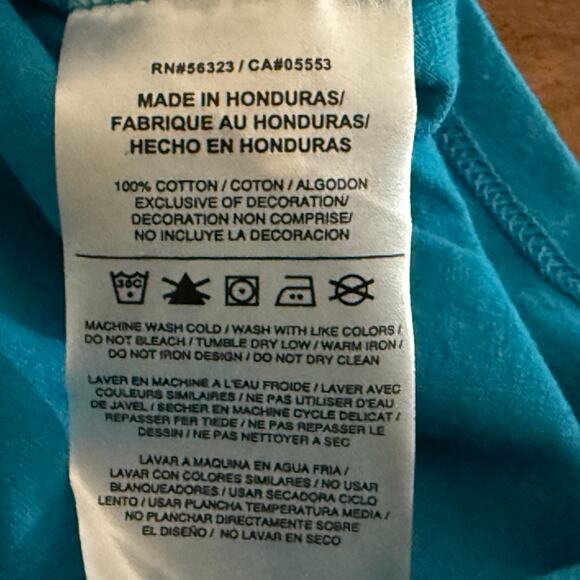 RN#56323 / CA#05553
MADE IN HONDURAS/
FABRIQUE AU HONDURAS/
HECHO EN HONDURAS
100% COTTON / COTON / ALGODON
EXCLUSIVE OF DECORATION/
DECORATION NON COMPRISE/
NO INCLUYE LA DECORACION
30C
MACHINE WASH COLD / WASH WITH LIKE COLORS /
DO NOT BLEACH / TUMBLE DRY LOW / WARM IRON /
DO NOT IRON DESIGN / DO NOT DRY CLEAN
LAVER EN MACHINE A L'EAU FROIDE / LAVER AVEC
COULEURS SIMILAIRES / NE PAS UTILISER D'EAU
DE JAVEL / SECHER EN MACHINE CYCLE DELICAT /
REPASSER FER TIEDE / NE PAS REPASSER LE
DESSIN / NE PAS NETTOYER A SEC
LAVAR A MAQUINA EN AGUA FRIA /
LAVAR CON COLORES SIMILARES / NO USAR
BLANQUEADORES / USAR SECADORA CICLO
LENTO / USAR PLANCHA TEMPERATURA MEDIA /
NO PLANCHAR DIRECTAMENTE SOBRE
EL DISEÑO / NO LAVAR EN SECO